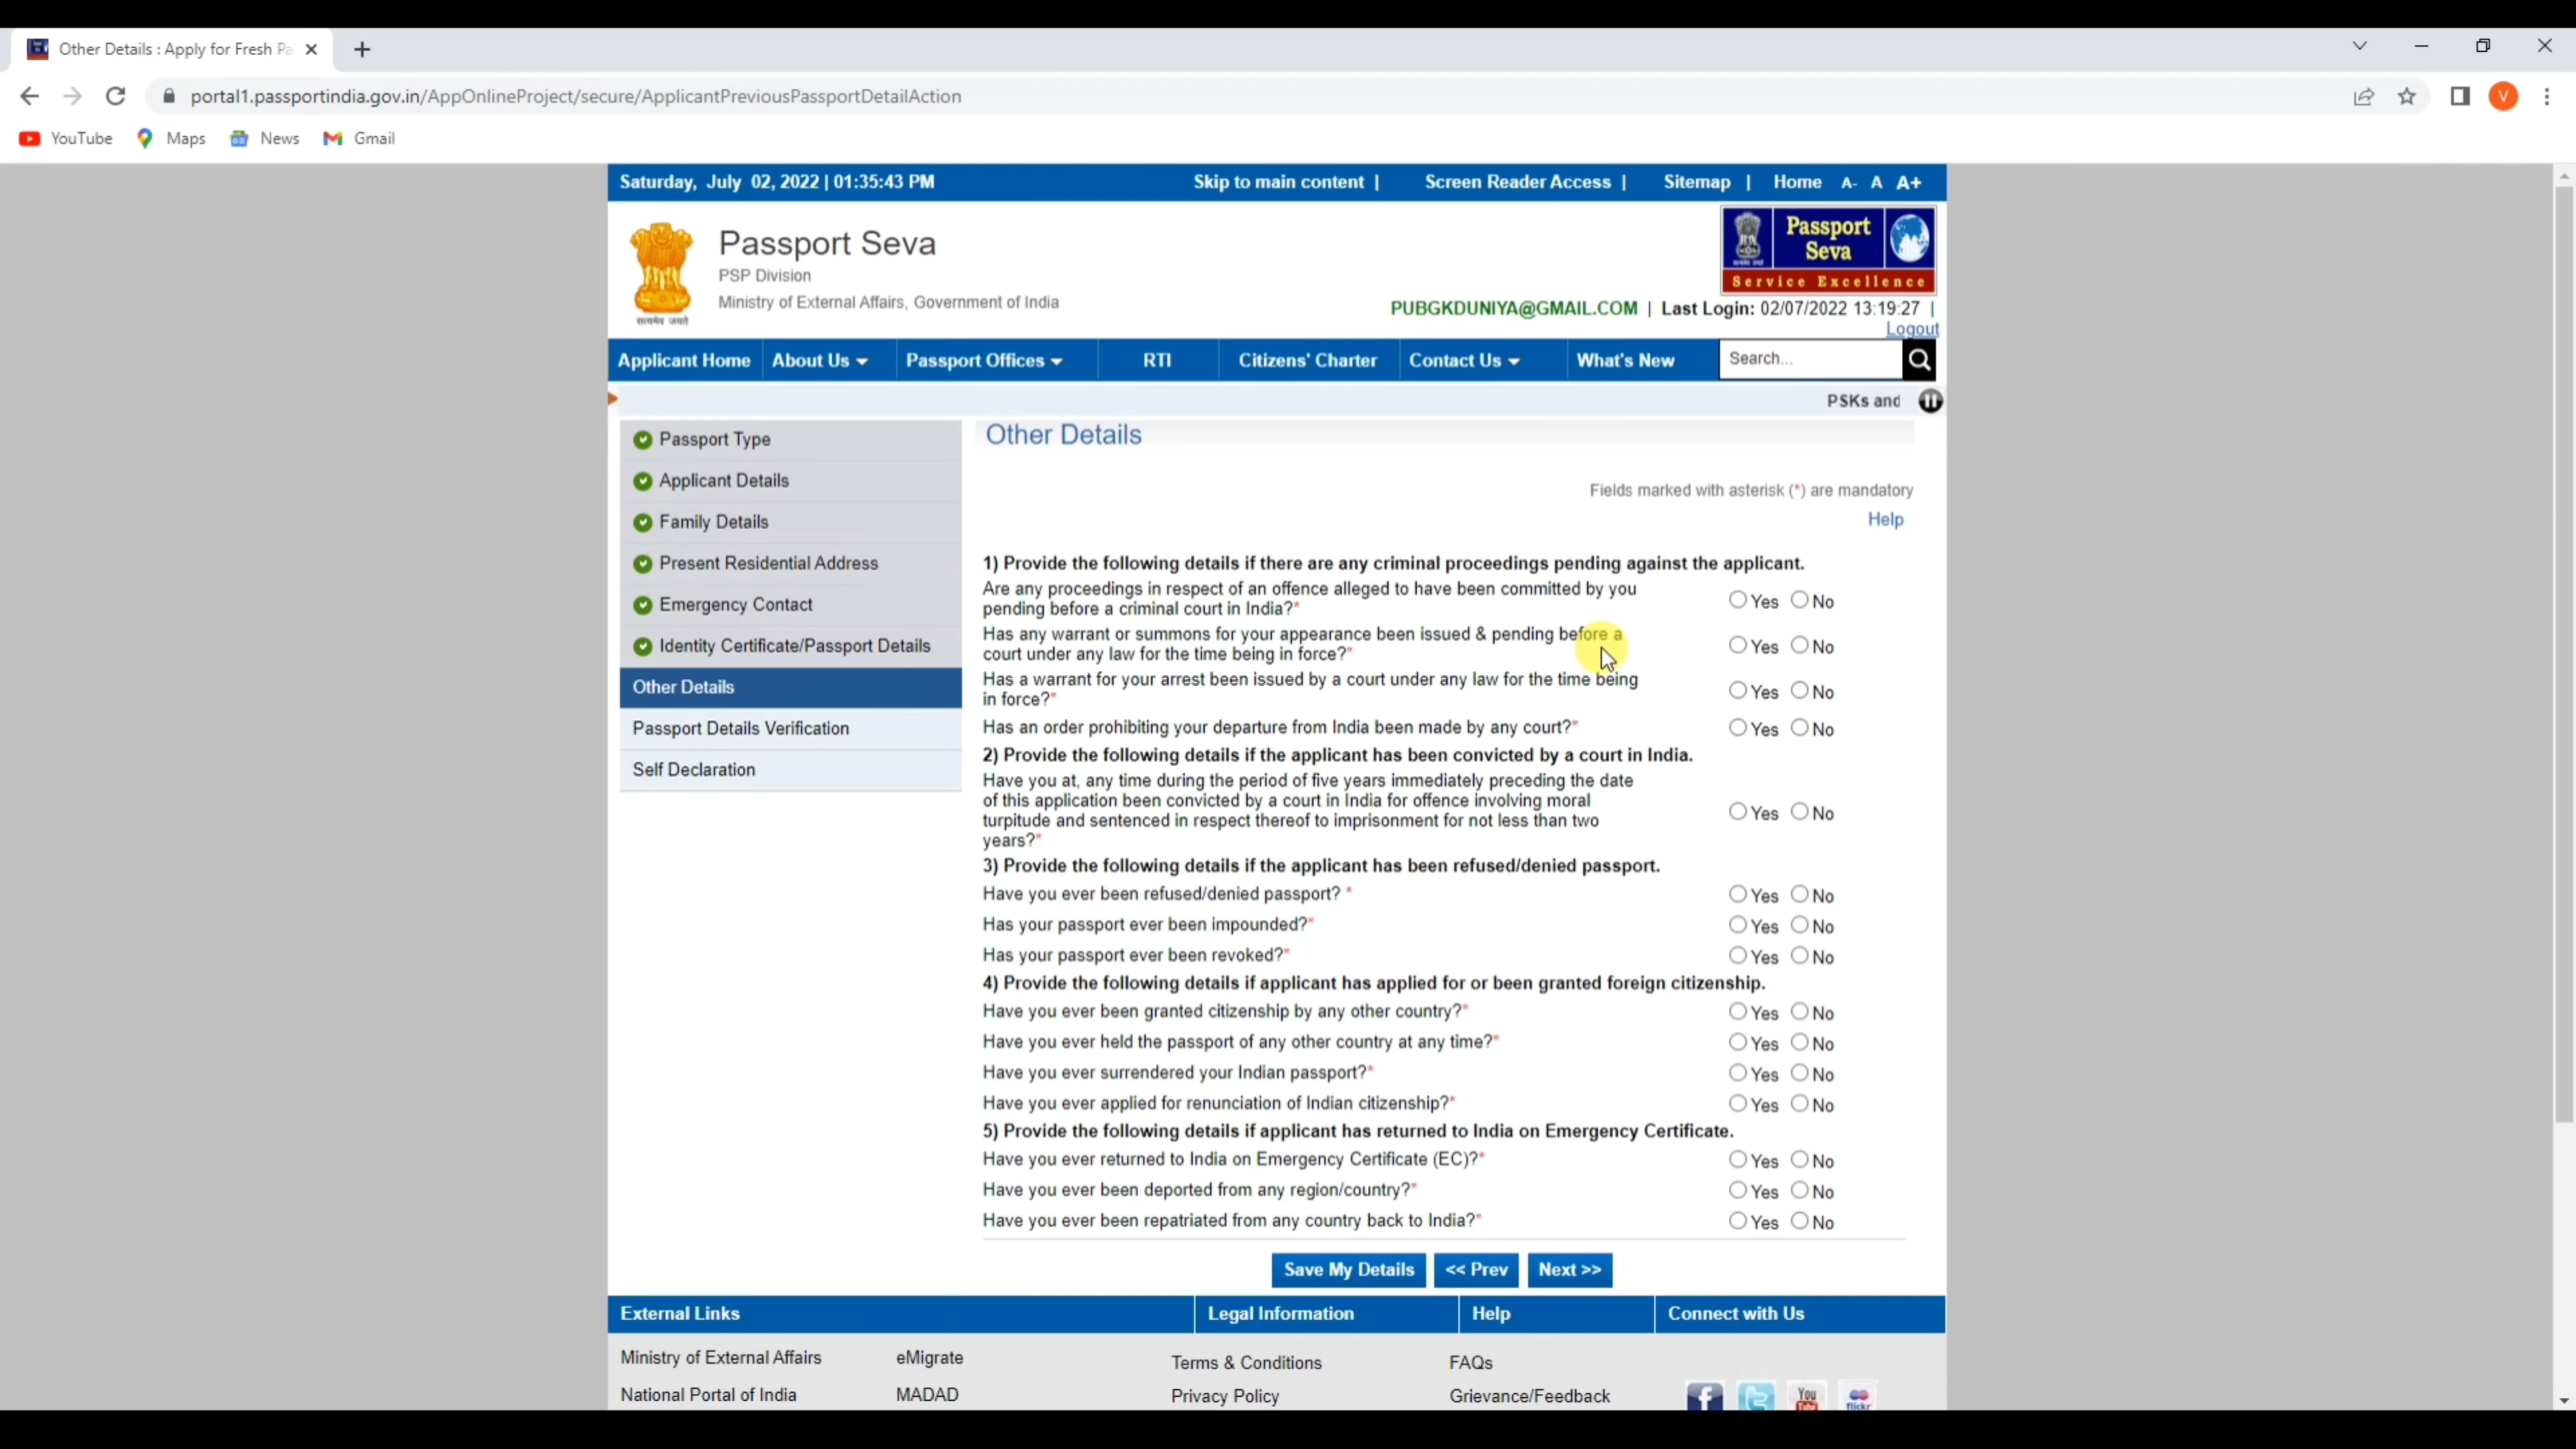 Other Details : Apply for Fresh Pa
portal1.passportindia.gov.in/AppOnlineProject/secure/ApplicantPreviousPassportDetailAction
V
YouTube Maps News Gmail
Saturday, July 02, 2022 | 01:35:43 PM
Skip to main content | Screen Reader Access | Sitemap | Home A- A A+
Passport Seva
PSP Division
Ministry of External Affairs, Government of India
सत्यमेव जयते
Passport Seva
Service Excellence
PUBGKDUNIYA@GMAIL.COM | Last Login: 02/07/2022 13:19:27 |
Logout
Applicant Home About Us Passport Offices RTI Citizens' Charter Contact Us What's New Search...
PSKs and
Passport Type
Applicant Details
Family Details
Present Residential Address
Emergency Contact
Identity Certificate/Passport Details
Other Details
Passport Details Verification
Self Declaration
Other Details
Fields marked with asterisk (*) are mandatory
Help
1) Provide the following details if there are any criminal proceedings pending against the applicant.
Are any proceedings in respect of an offence alleged to have been committed by you
pending before a criminal court in India?* Yes No
Has any warrant or summons for your appearance been issued & pending before a
court under any law for the time being in force?* Yes No
Has a warrant for your arrest been issued by a court under any law for the time being
in force?* Yes No
Has an order prohibiting your departure from India been made by any court?* Yes No
2) Provide the following details if the applicant has been convicted by a court in India.
Have you at, any time during the period of five years immediately preceding the date
of this application been convicted by a court in India for offence involving moral
turpitude and sentenced in respect thereof to imprisonment for not less than two
years?* Yes No
3) Provide the following details if the applicant has been refused/denied passport.
Have you ever been refused/denied passport? * Yes No
Has your passport ever been impounded?* Yes No
Has your passport ever been revoked?* Yes No
4) Provide the following details if applicant has applied for or been granted foreign citizenship.
Have you ever been granted citizenship by any other country?* Yes No
Have you ever held the passport of any other country at any time?* Yes No
Have you ever surrendered your Indian passport?* Yes No
Have you ever applied for renunciation of Indian citizenship?* Yes No
5) Provide the following details if applicant has returned to India on Emergency Certificate.
Have you ever returned to India on Emergency Certificate (EC)?* Yes No
Have you ever been deported from any region/country?* Yes No
Have you ever been repatriated from any country back to India?* Yes No
Save My Details << Prev Next >>
External Links Legal Information Help Connect with Us
Ministry of External Affairs eMigrate Terms & Conditions FAQs
National Portal of India MADAD Privacy Policy Grievance/Feedback
f t You Tube flickr